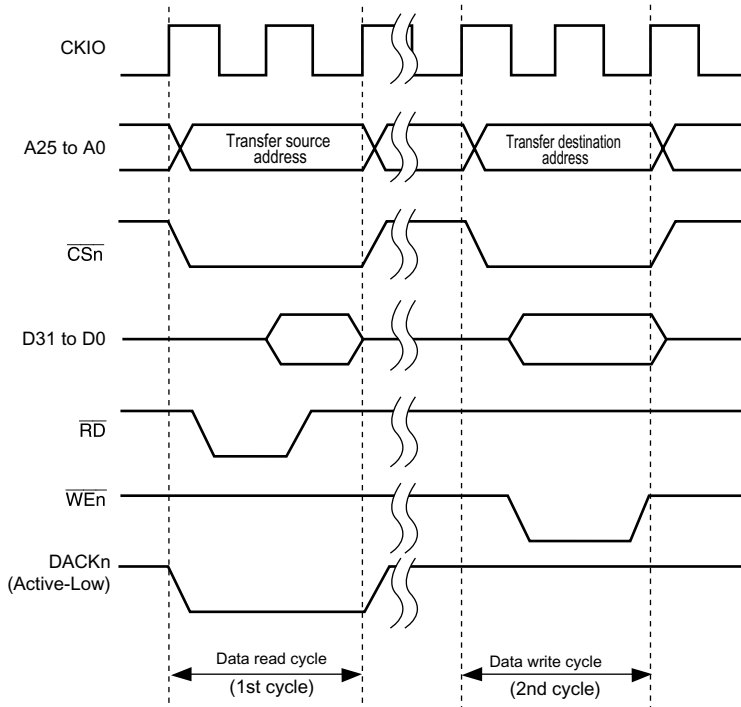 CKIO
A25 to A0
Transfer source
address
Transfer destination
address
CSn
D31 to D0
RD
WEn
DACKn
(Active-Low)
Data read cycle
(1st cycle)
Data write cycle
(2nd cycle)